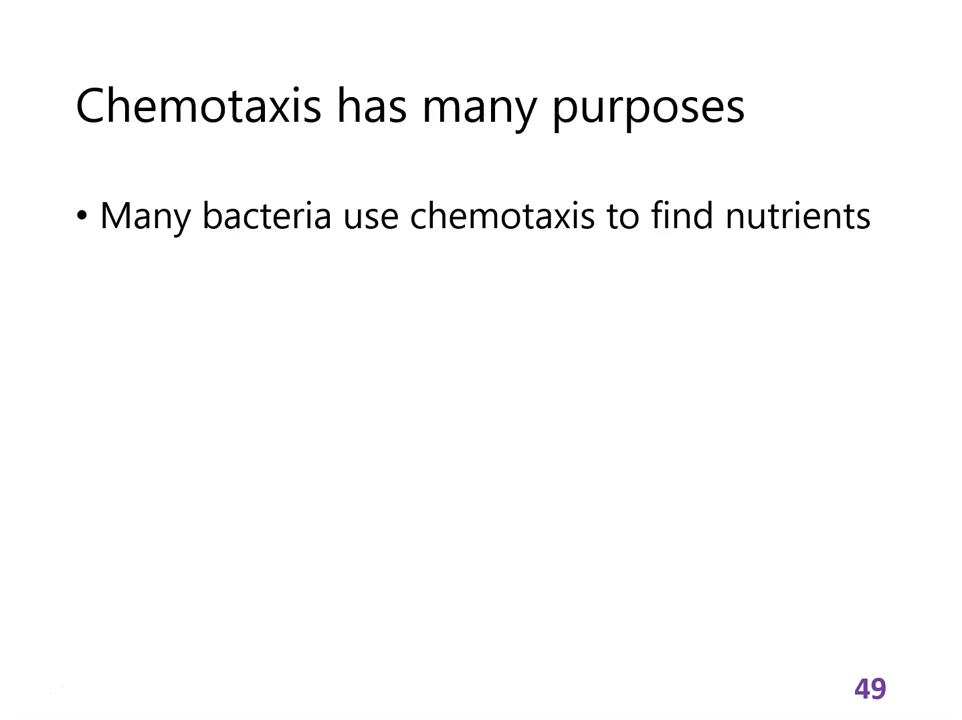 Chemotaxis has many purposes
• Many bacteria use chemotaxis to find nutrients
49